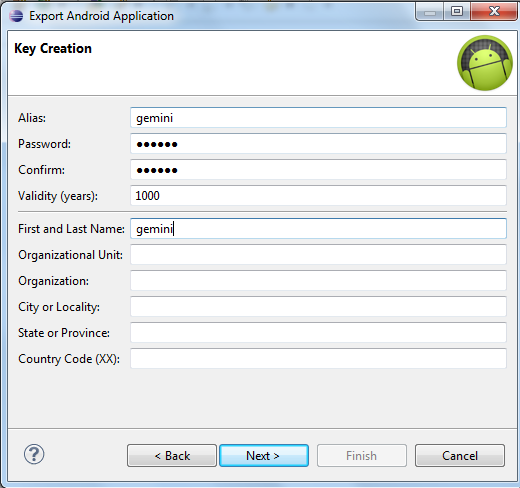 Export Android Application
Key Creation
Alias: gemini
Password: ●●●●●●
Confirm: ●●●●●●
Validity (years): 1000
First and Last Name: gemini
Organizational Unit:
Organization:
City or Locality:
State or Province:
Country Code (XX):
? < Back Next > Finish Cancel